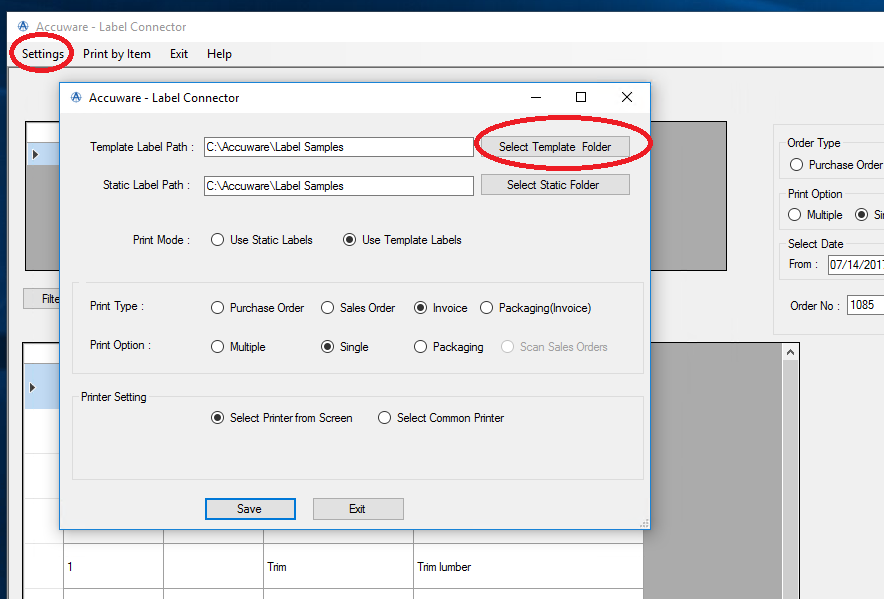 Accuware - Label Connector
Settings Print by Item Exit Help
Accuware - Label Connector
Template Label Path : C:\Accuware\Label Samples Select Template Folder
Static Label Path : C:\Accuware\Label Samples Select Static Folder
Print Mode : Use Static Labels Use Template Labels
Print Type : Purchase Order Sales Order Invoice Packaging(Invoice)
Print Option : Multiple Single Packaging Scan Sales Orders
Printer Setting
Select Printer from Screen Select Common Printer
Save Exit
Order Type
Purchase Order
Print Option
Multiple Si
Select Date
From : 07/14/201
Order No : 1085
Filte
1 Trim Trim lumber